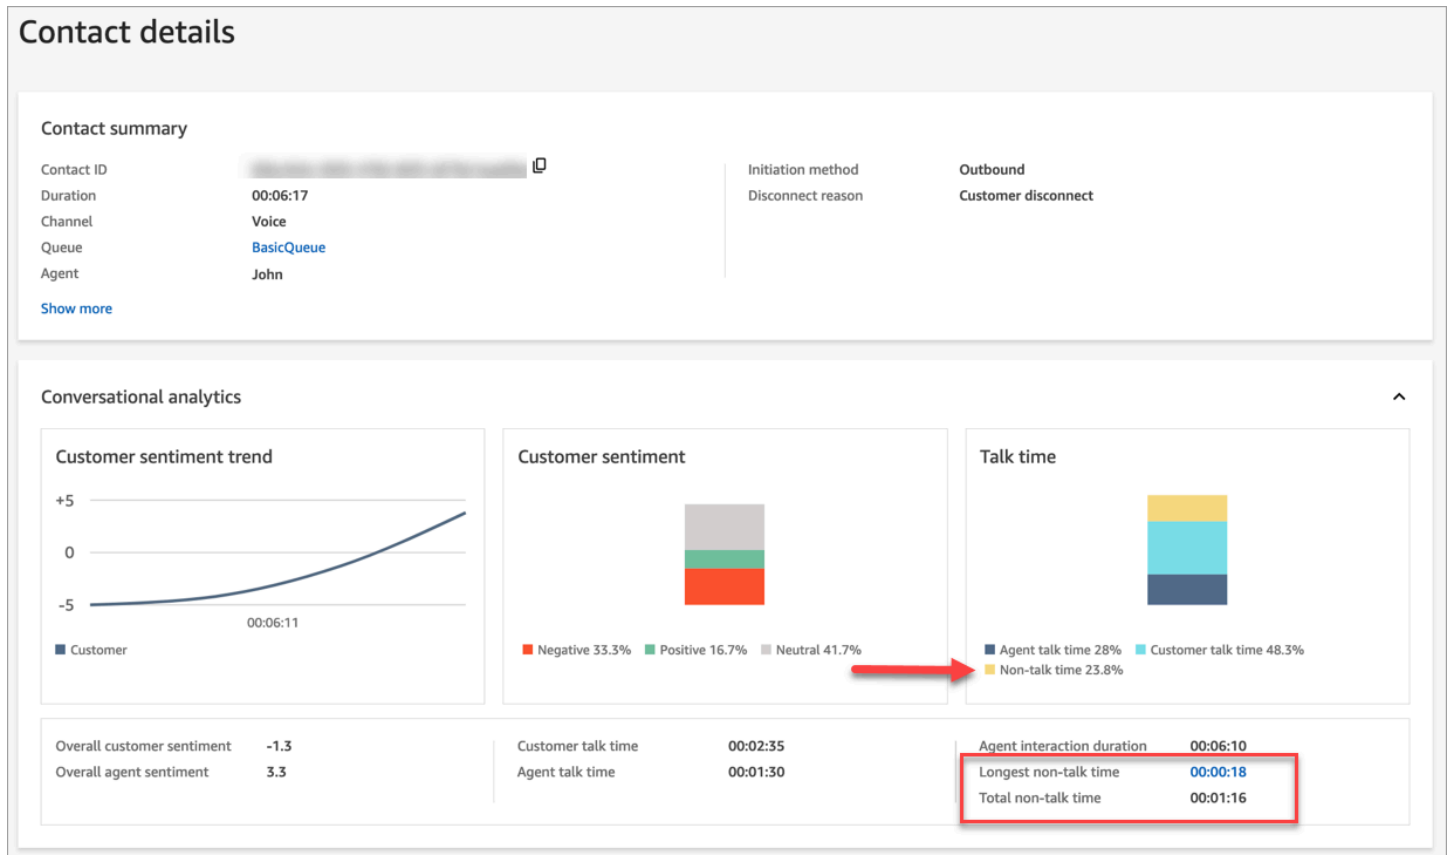 Contact details
Contact summary
Contact ID
Duration 00:06:17
Channel Voice
Queue BasicQueue
Agent John
Show more
Initiation method Outbound
Disconnect reason Customer disconnect
Conversational analytics
Customer sentiment trend
+5
0
-5
00:06:11
Customer
Customer sentiment
Negative 33.3% Positive 16.7% Neutral 41.7%
Talk time
Agent talk time 28% Customer talk time 48.3%
Non-talk time 23.8%
Overall customer sentiment -1.3
Overall agent sentiment 3.3
Customer talk time 00:02:35
Agent talk time 00:01:30
Agent interaction duration 00:06:10
Longest non-talk time 00:00:18
Total non-talk time 00:01:16